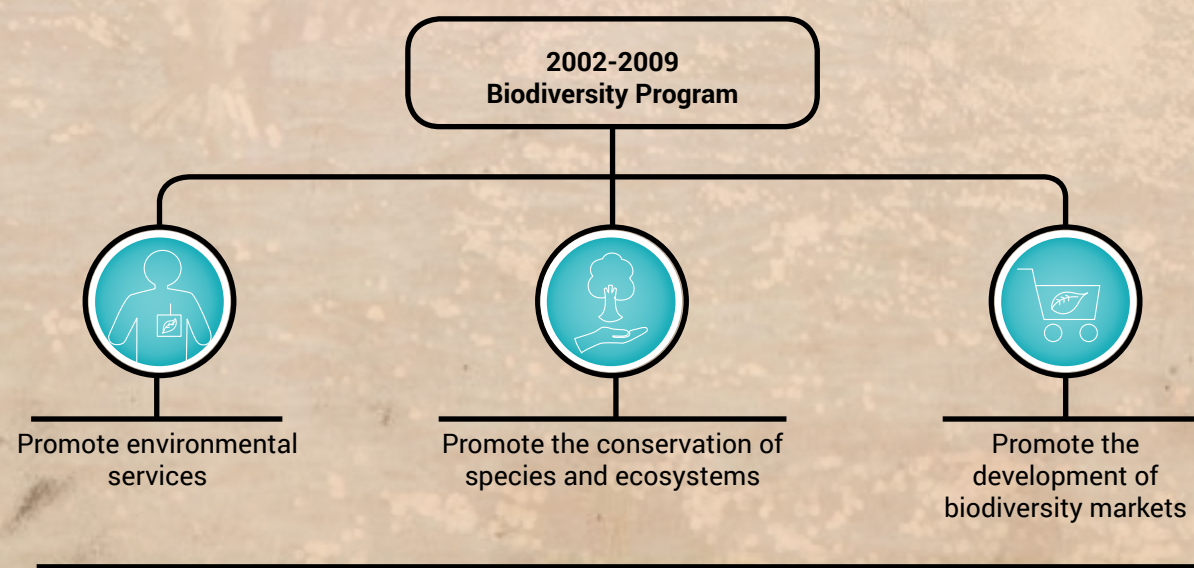 2002-2009
Biodiversity Program
Promote environmental
services
Promote the conservation of
species and ecosystems
Promote the
development of
biodiversity markets